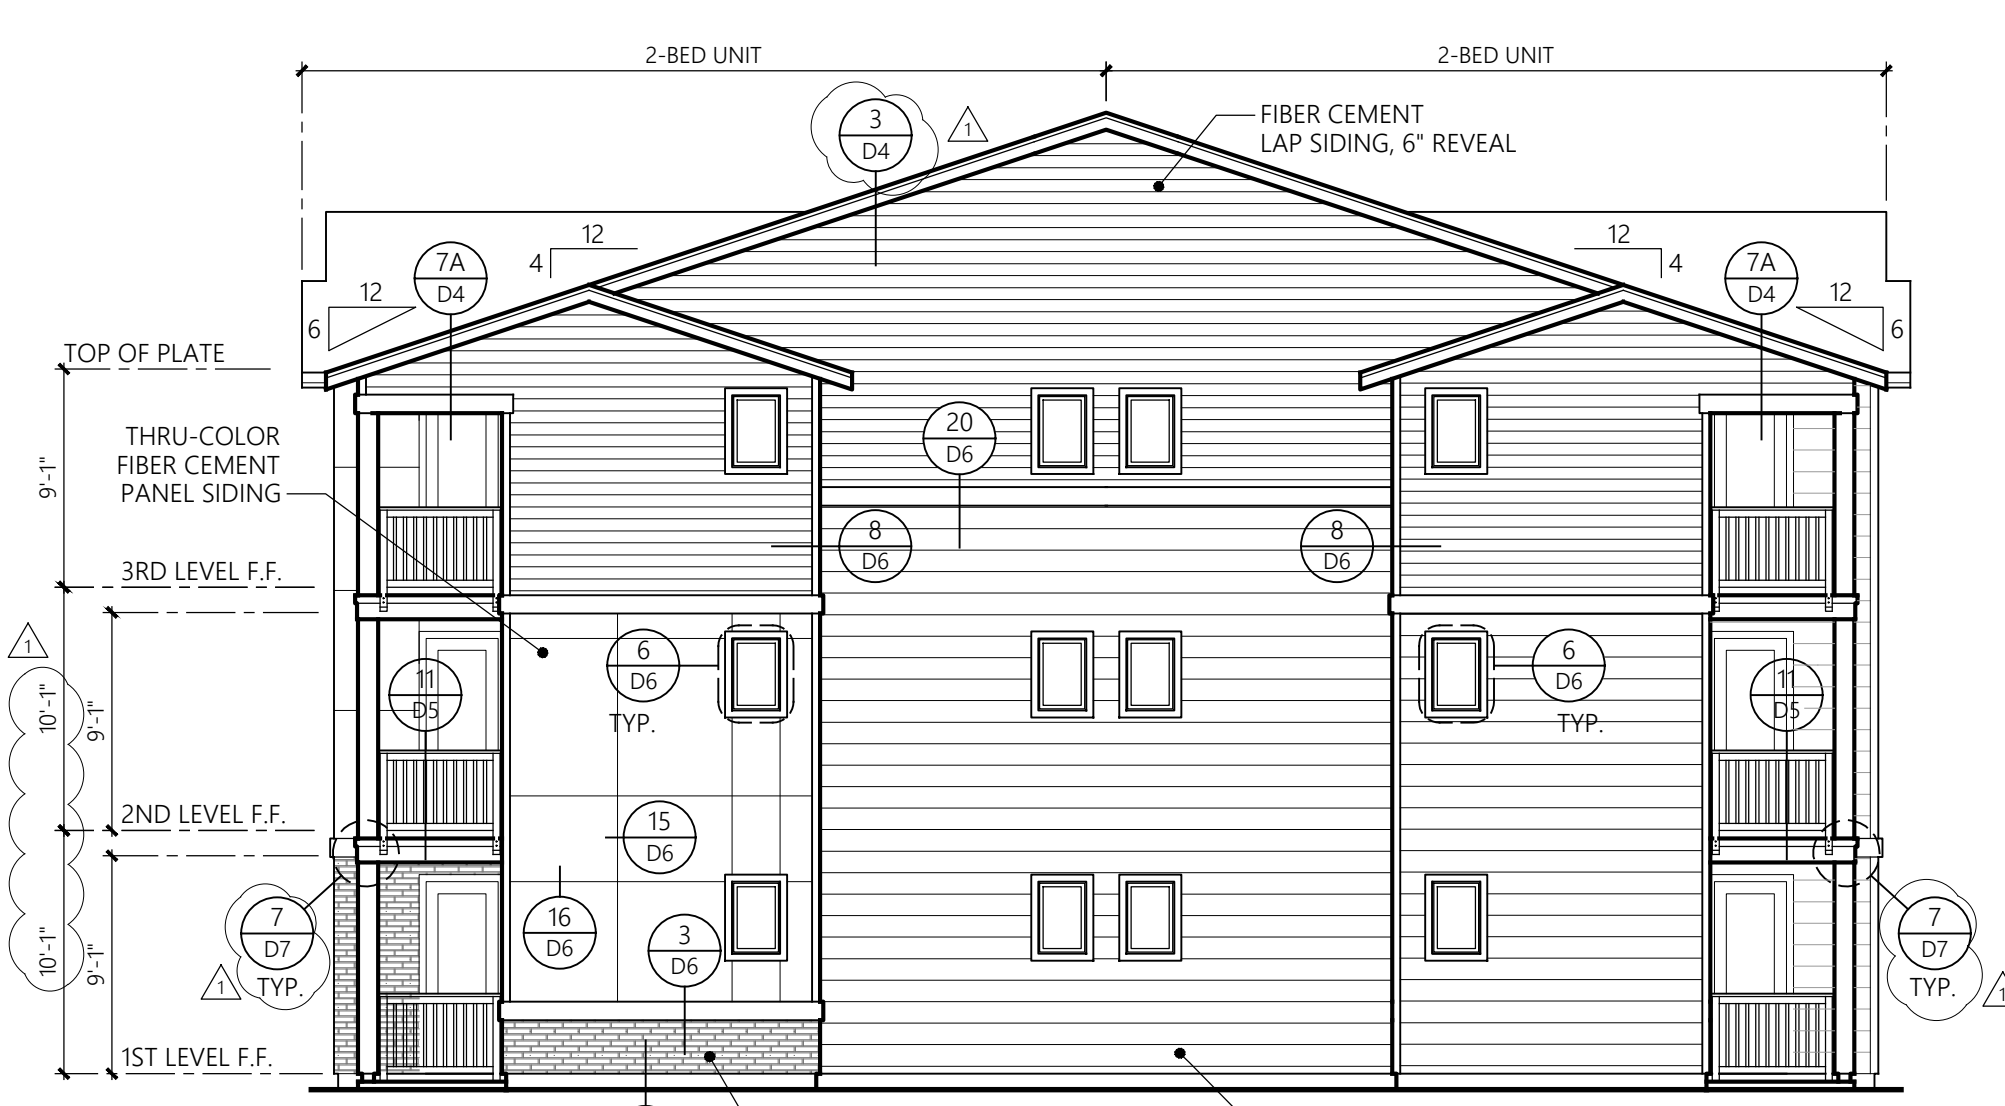 2-BED UNIT
2-BED UNIT
3
D4
1
FIBER CEMENT
LAP SIDING, 6" REVEAL
12
4
12
4
7A
D4
7A
D4
12
6
12
6
TOP OF PLATE
THRU-COLOR
FIBER CEMENT
PANEL SIDING
9'-1"
20
D6
8
D6
8
D6
3RD LEVEL F.F.
1
10'-1"
9'-1"
11
D5
6
D6
TYP.
6
D6
TYP.
11
D5
2ND LEVEL F.F.
15
D6
16
D6
3
D6
7
D7
TYP.
1
7
D7
TYP.
1
10'-1"
9'-1"
1ST LEVEL F.F.